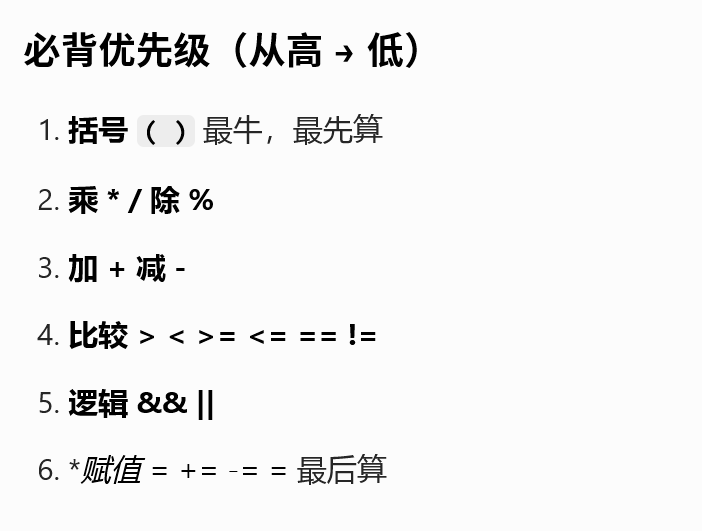 必背优先级（从高 → 低）
1. 括号 ( ) 最牛，最先算
2. 乘 * / 除 %
3. 加 + 减 -
4. 比较 > < >= <= == !=
5. 逻辑 && ||
6. *赋值 = += -= = 最后算